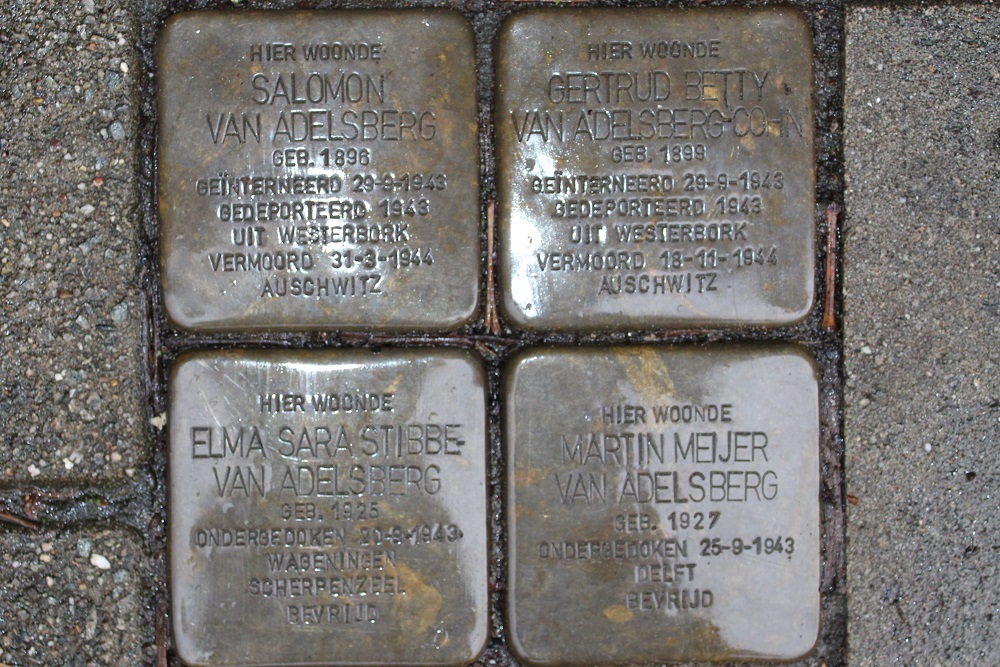 HIER WOONDE
SALOMON
VAN ADELSBERG
GEB. 1896
GEÏNTERNEERD 29-9-1943
GEDEPORTEERD 1943
UIT WESTERBORK
VERMOORD 31-3-1944
AUSCHWITZ
HIER WOONDE
GERTRUD BETTY
VAN ADELSBERG-COHN
GEB. 1899
GEÏNTERNEERD 29-9-1943
GEDEPORTEERD 1943
UIT WESTERBORK
VERMOORD 18-11-1944
AUSCHWITZ
HIER WOONDE
ELMA SARA STIBBE-
VAN ADELSBERG
GEB. 1925
ONDERGEDOKEN 20-9-1943
WAGENINGEN
SCHERPENZEEL
BEVRIJD
HIER WOONDE
MARTIN MEIJER
VAN ADELSBERG
GEB. 1927
ONDERGEDOKEN 25-9-1943
DELFT
BEVRIJD